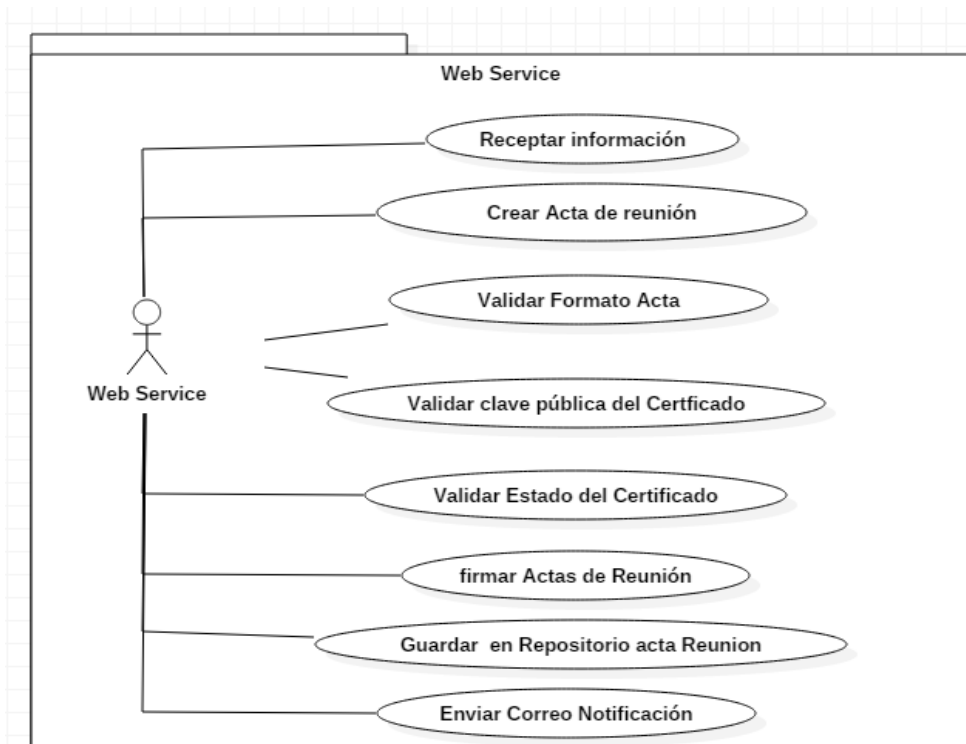 Web Service
Receptar información
Crear Acta de reunión
Validar Formato Acta
Web Service
Validar clave pública del Certficado
Validar Estado del Certificado
firmar Actas de Reunión
Guardar en Repositorio acta Reunion
Enviar Correo Notificación